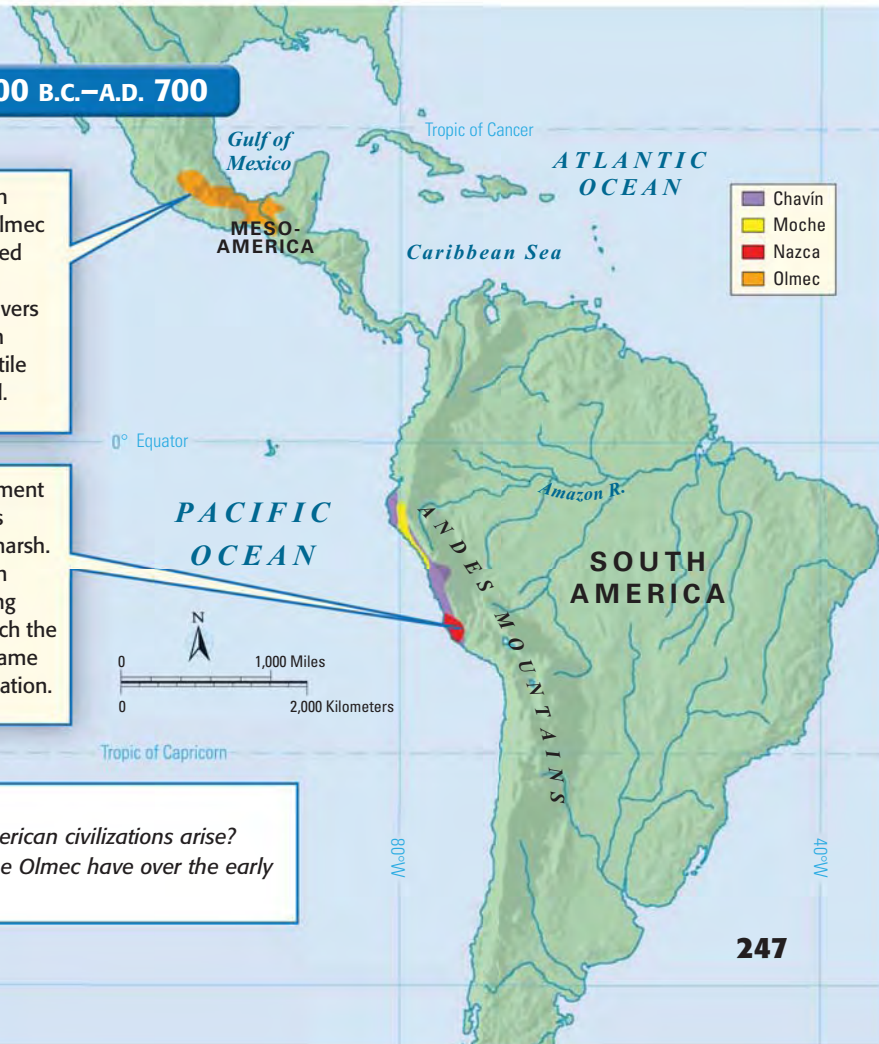 00 B.C.–A.D. 700
Tropic of Cancer
Gulf of
Mexico
ATLANTIC
OCEAN
Chavín
Moche
Nazca
Olmec
n
lmec
ed
vers
n
tile
l.
MESO-
AMERICA
Caribbean Sea
0° Equator
ment
s
harsh.
n
ng
ch the
ame
ation.
PACIFIC
OCEAN
Amazon R.
ANDES MOUNTAINS
SOUTH
AMERICA
N
0 1,000 Miles
0 2,000 Kilometers
Tropic of Capricorn
erican civilizations arise?
e Olmec have over the early
80°W
40°W
247